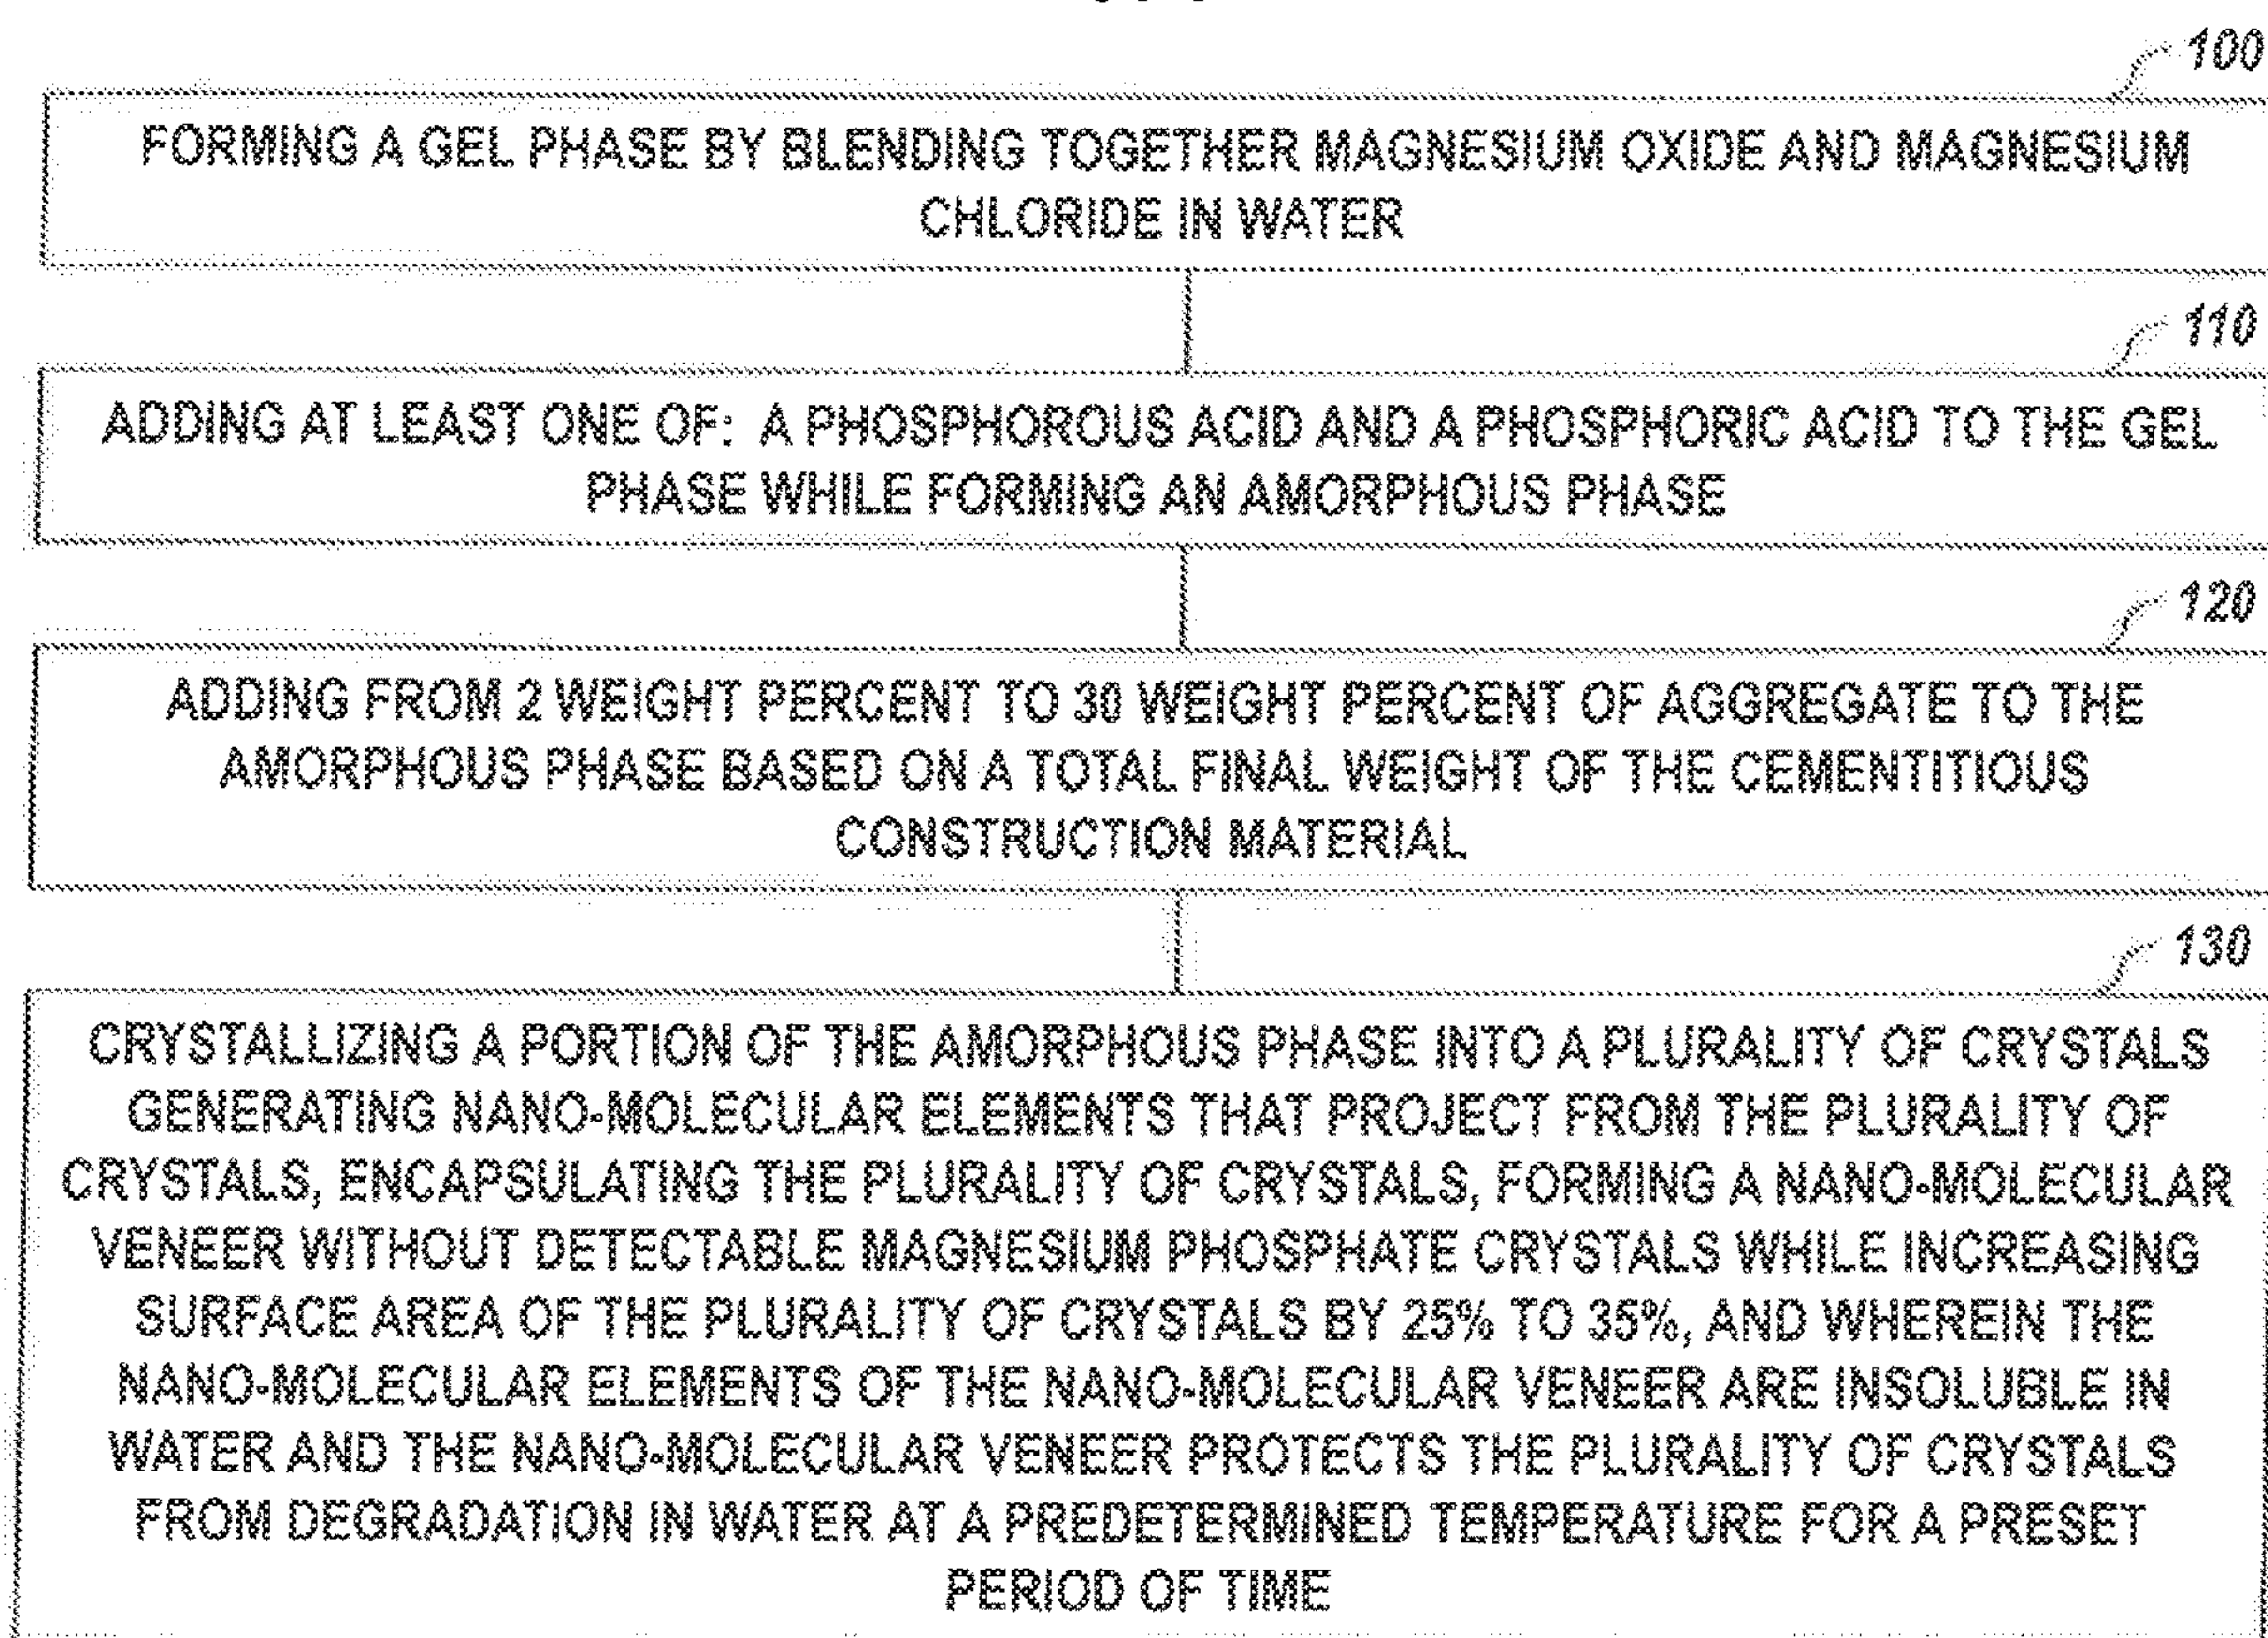 100
FORMING A GEL PHASE BY BLENDING TOGETHER MAGNESIUM OXIDE AND MAGNESIUM
CHLORIDE IN WATER
110
ADDING AT LEAST ONE OF: A PHOSPHOROUS ACID AND A PHOSPHORIC ACID TO THE GEL
PHASE WHILE FORMING AN AMORPHOUS PHASE
120
ADDING FROM 2 WEIGHT PERCENT TO 30 WEIGHT PERCENT OF AGGREGATE TO THE
AMORPHOUS PHASE BASED ON A TOTAL FINAL WEIGHT OF THE CEMENTITIOUS
CONSTRUCTION MATERIAL
130
CRYSTALLIZING A PORTION OF THE AMORPHOUS PHASE INTO A PLURALITY OF CRYSTALS
GENERATING NANO-MOLECULAR ELEMENTS THAT PROJECT FROM THE PLURALITY OF
CRYSTALS, ENCAPSULATING THE PLURALITY OF CRYSTALS, FORMING A NANO-MOLECULAR
VENEER WITHOUT DETECTABLE MAGNESIUM PHOSPHATE CRYSTALS WHILE INCREASING
SURFACE AREA OF THE PLURALITY OF CRYSTALS BY 25% TO 35%, AND WHEREIN THE
NANO-MOLECULAR ELEMENTS OF THE NANO-MOLECULAR VENEER ARE INSOLUBLE IN
WATER AND THE NANO-MOLECULAR VENEER PROTECTS THE PLURALITY OF CRYSTALS
FROM DEGRADATION IN WATER AT A PREDETERMINED TEMPERATURE FOR A PRESET
PERIOD OF TIME